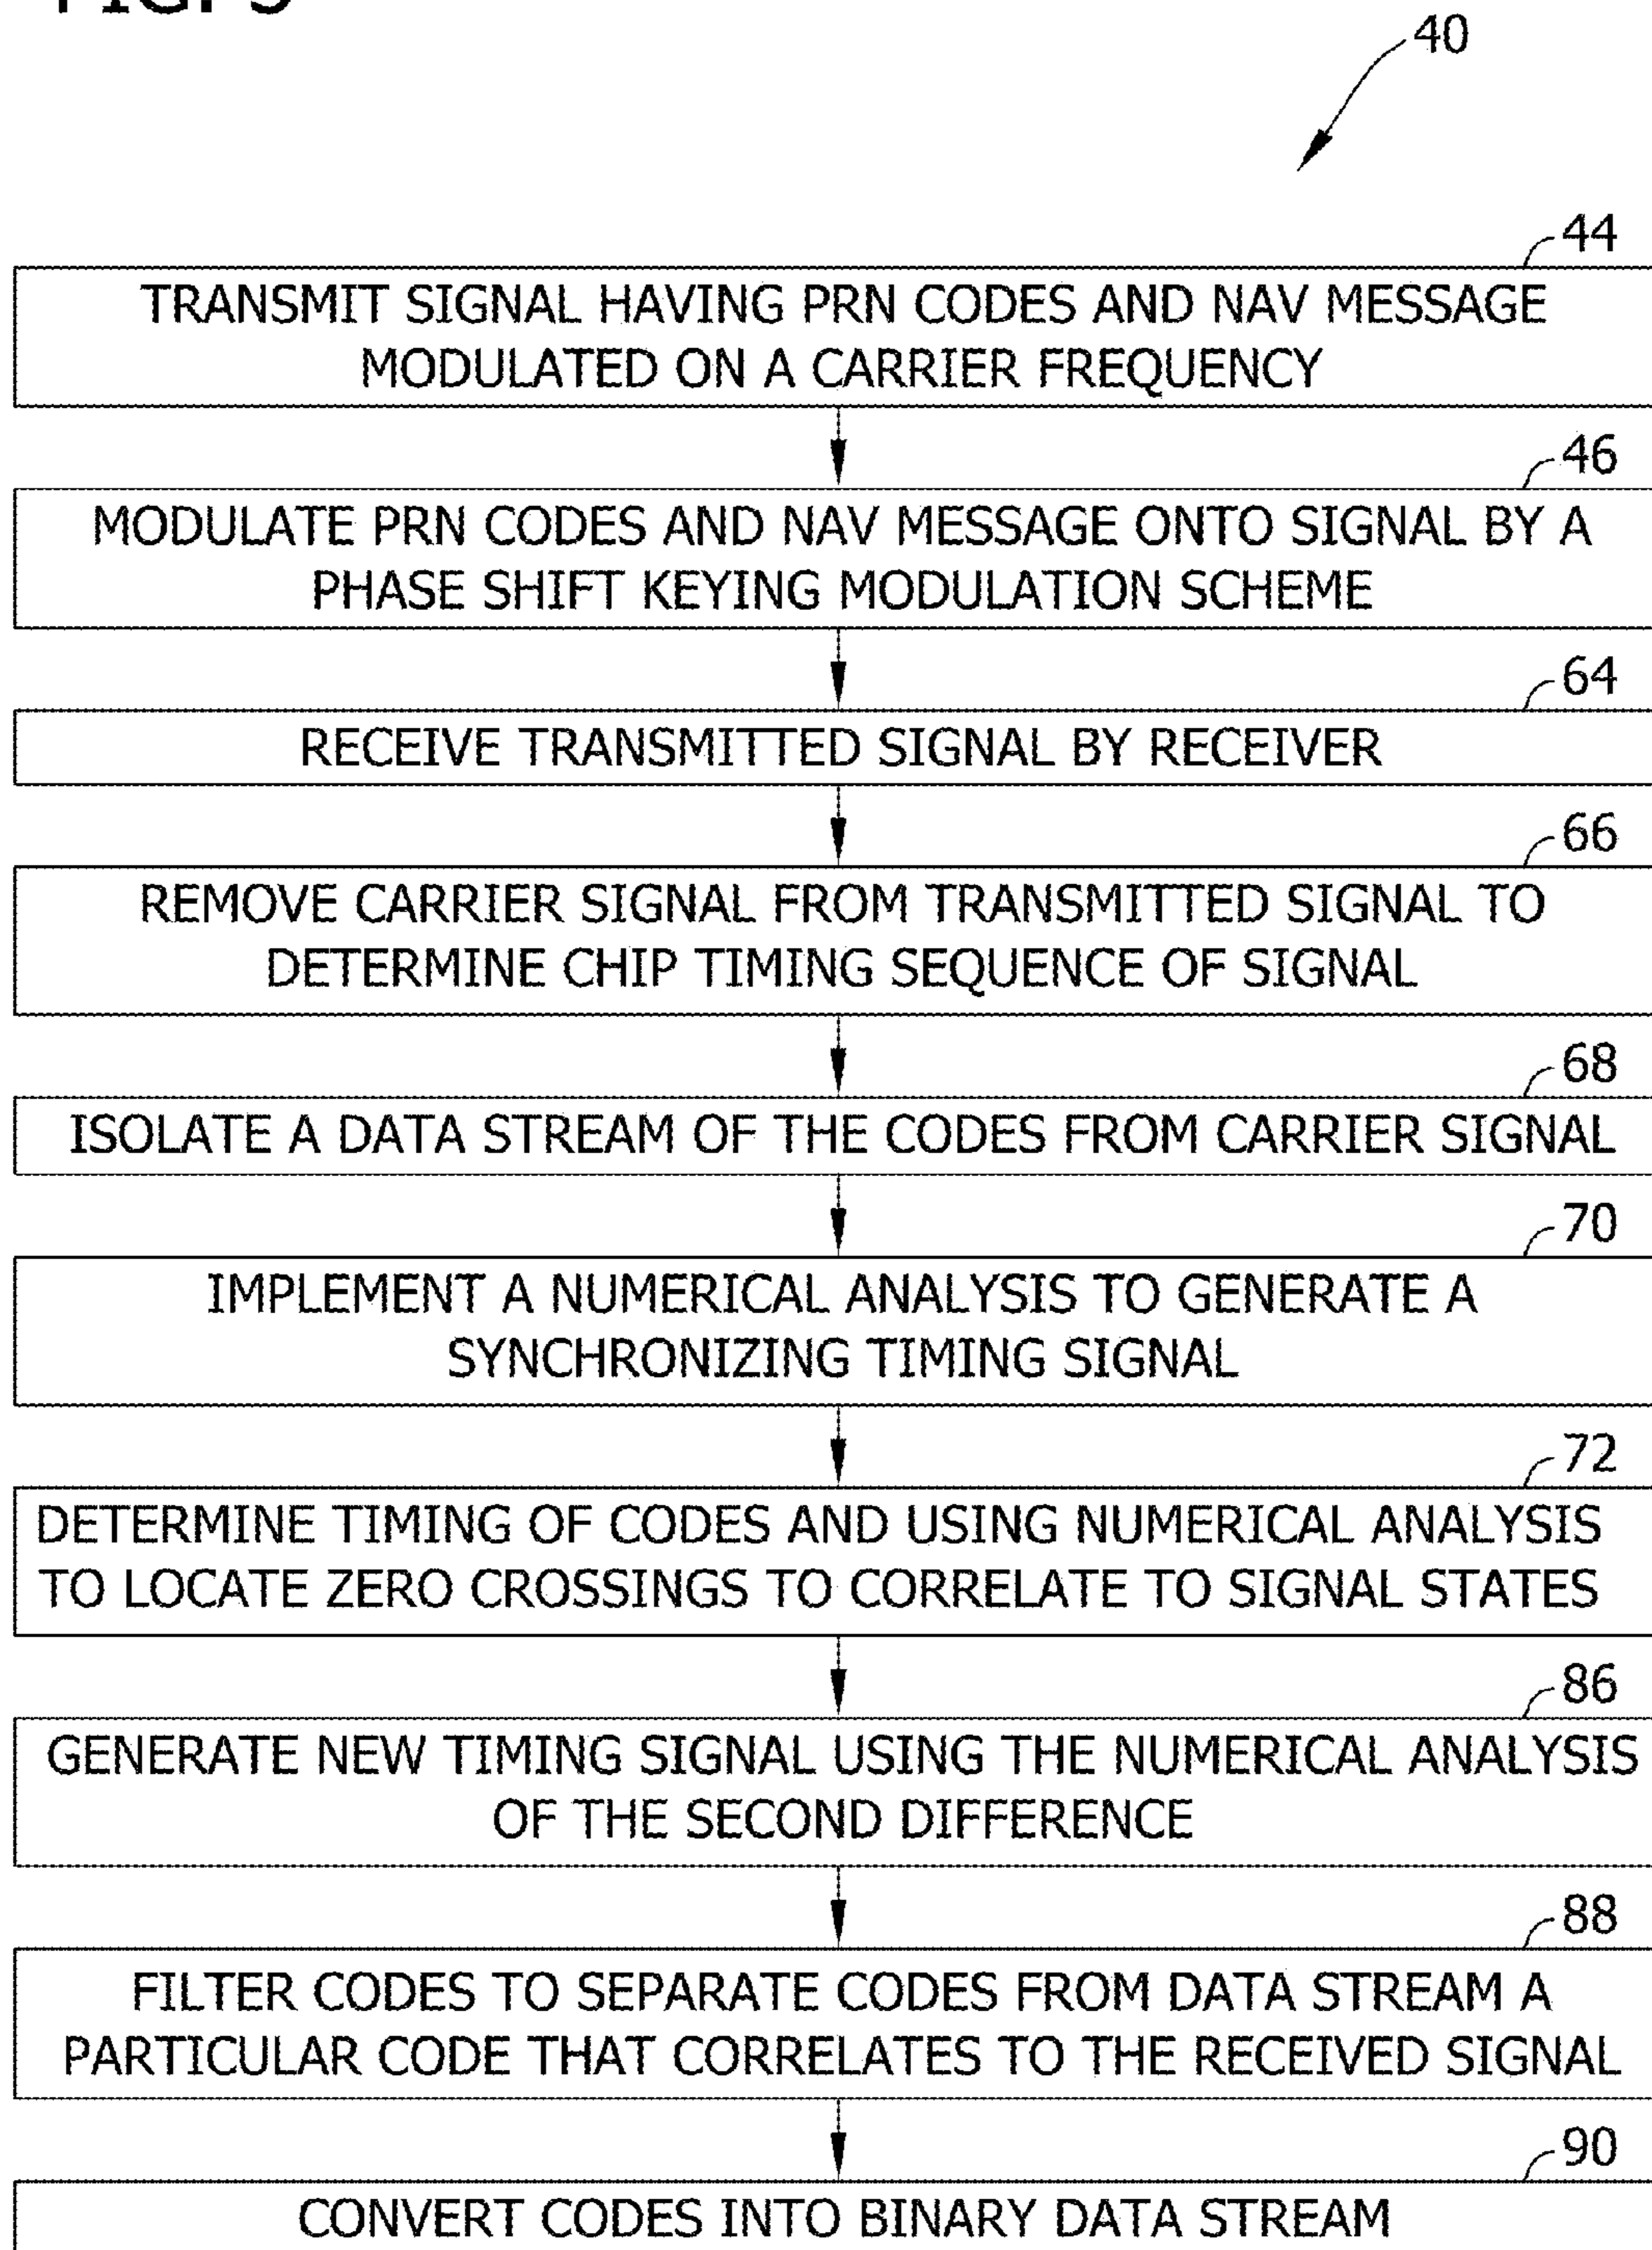 FIG. 3
40
44
TRANSMIT SIGNAL HAVING PRN CODES AND NAV MESSAGE
MODULATED ON A CARRIER FREQUENCY
46
MODULATE PRN CODES AND NAV MESSAGE ONTO SIGNAL BY A
PHASE SHIFT KEYING MODULATION SCHEME
64
RECEIVE TRANSMITTED SIGNAL BY RECEIVER
66
REMOVE CARRIER SIGNAL FROM TRANSMITTED SIGNAL TO
DETERMINE CHIP TIMING SEQUENCE OF SIGNAL
68
ISOLATE A DATA STREAM OF THE CODES FROM CARRIER SIGNAL
70
IMPLEMENT A NUMERICAL ANALYSIS TO GENERATE A
SYNCHRONIZING TIMING SIGNAL
72
DETERMINE TIMING OF CODES AND USING NUMERICAL ANALYSIS
TO LOCATE ZERO CROSSINGS TO CORRELATE TO SIGNAL STATES
86
GENERATE NEW TIMING SIGNAL USING THE NUMERICAL ANALYSIS
OF THE SECOND DIFFERENCE
88
FILTER CODES TO SEPARATE CODES FROM DATA STREAM A
PARTICULAR CODE THAT CORRELATES TO THE RECEIVED SIGNAL
90
CONVERT CODES INTO BINARY DATA STREAM